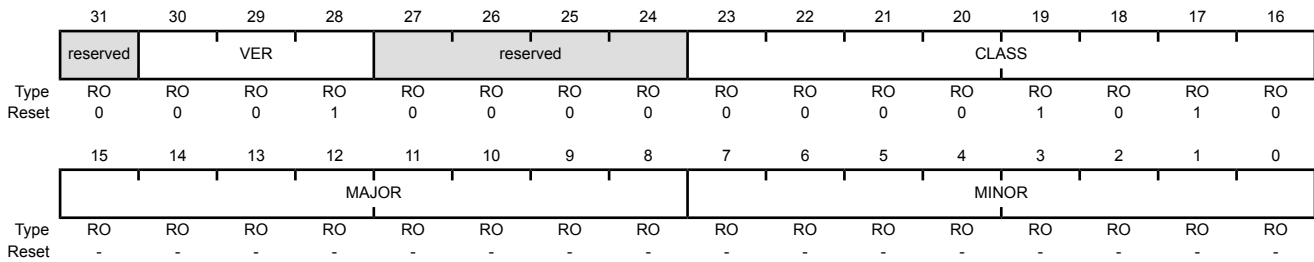 31 30 29 28 27 26 25 24 23 22 21 20 19 18 17 16
reserved VER reserved CLASS
Type RO RO RO RO RO RO RO RO RO RO RO RO RO RO RO RO
Reset 0 0 0 1 0 0 0 0 0 0 0 0 1 0 1 0
15 14 13 12 11 10 9 8 7 6 5 4 3 2 1 0
MAJOR MINOR
Type RO RO RO RO RO RO RO RO RO RO RO RO RO RO RO RO
Reset - - - - - - - - - - - - - - - -